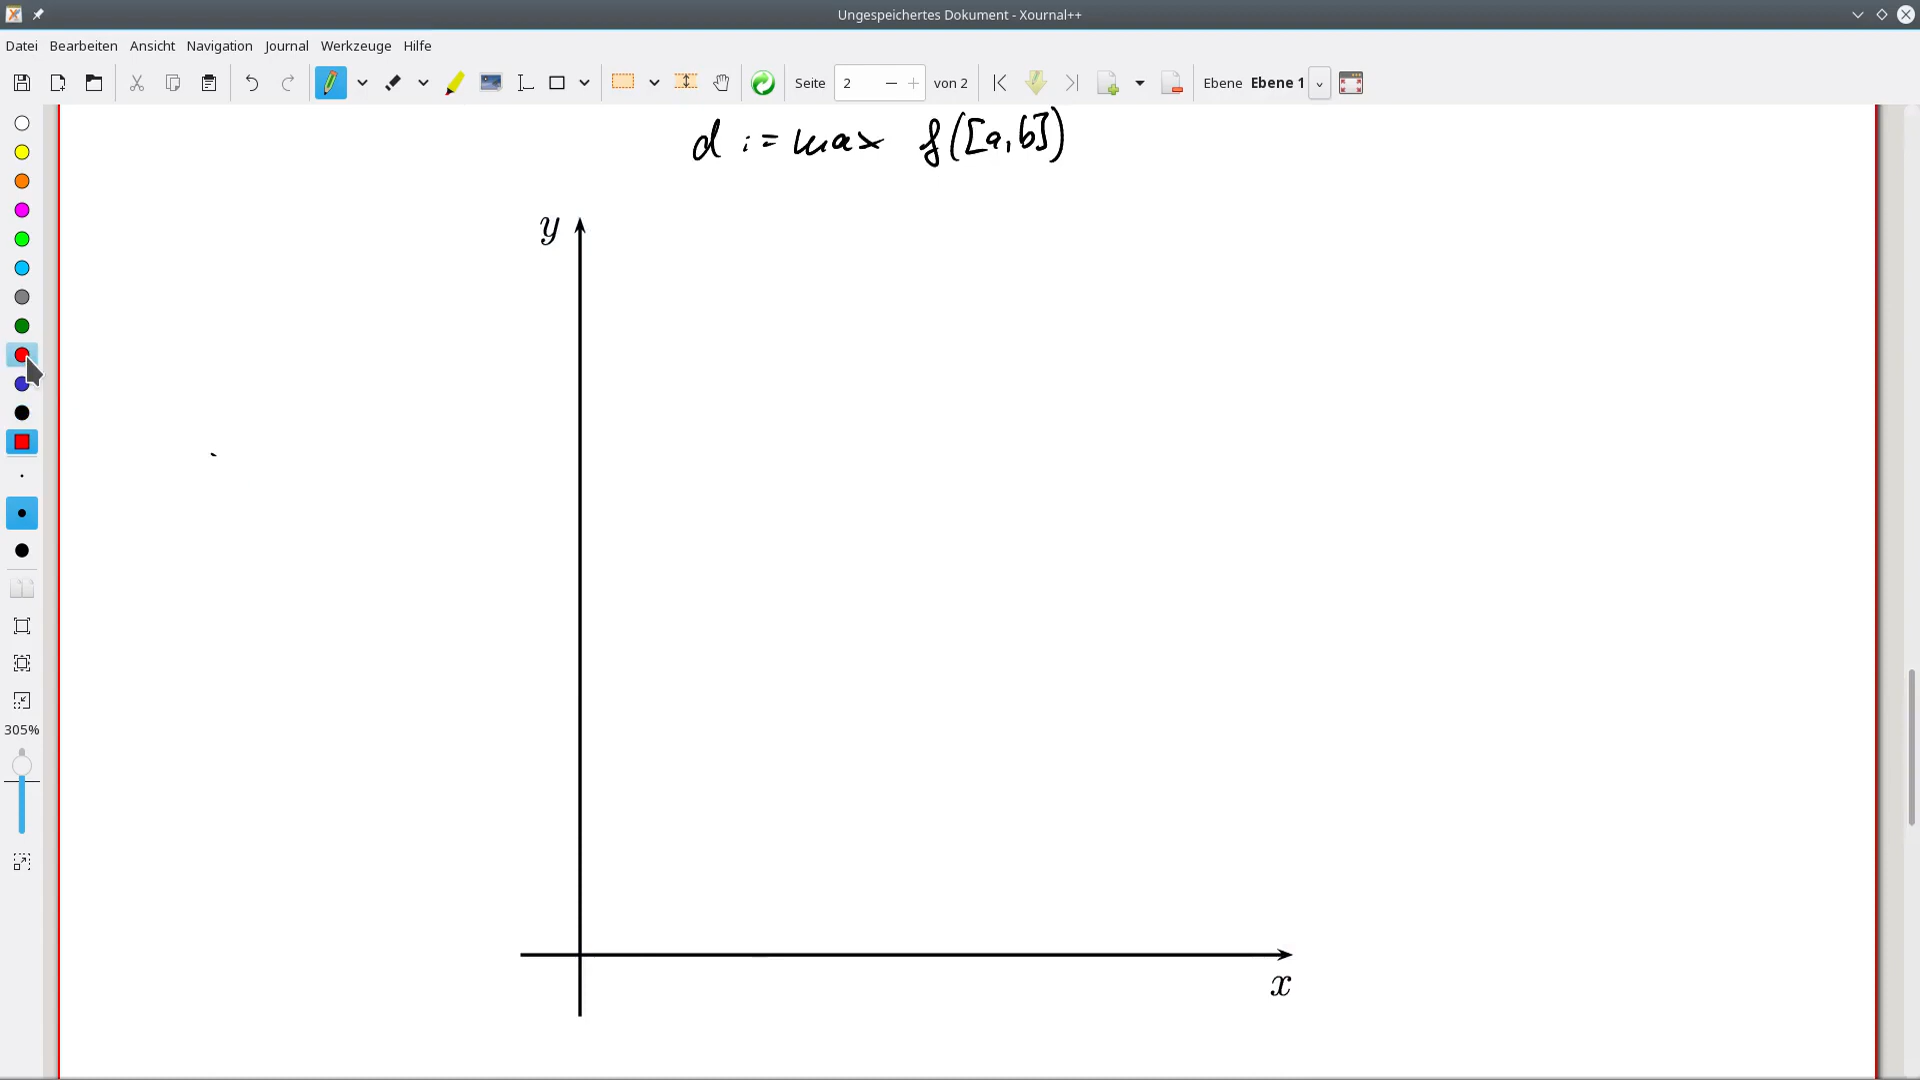 Ungespeichertes Dokument - Xournal++
Datei Bearbeiten Ansicht Navigation Journal Werkzeuge Hilfe
Seite 2 von 2 Ebene Ebene 1
d := max f([a,b])
y
305%
x